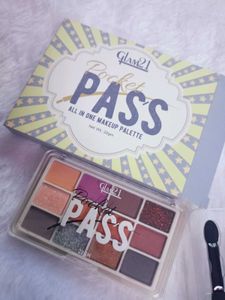 Glam21
Pocket
PASS
ALL IN ONE MAKEUP PALETTE
Glam21
Pocket
PASS